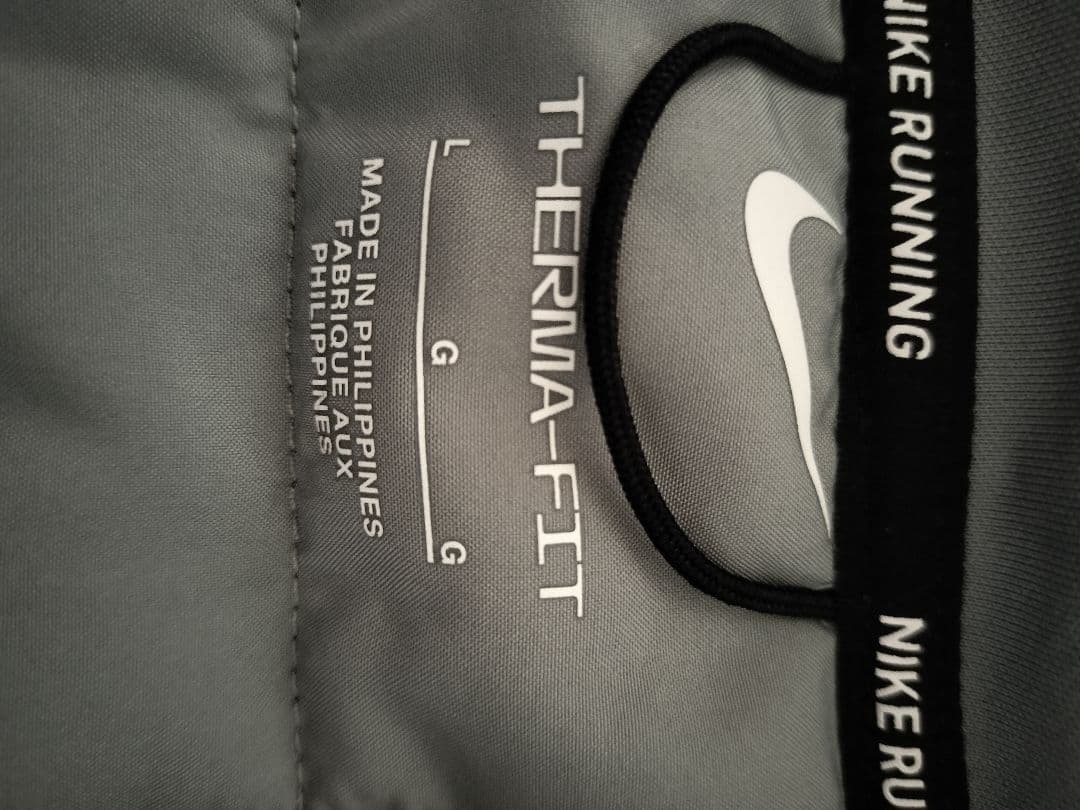 NIKE RUNNING
NIKE RU
THERMA-FIT
L G G
MADE IN PHILIPPINES
FABRIQUE AUX
PHILIPPINES